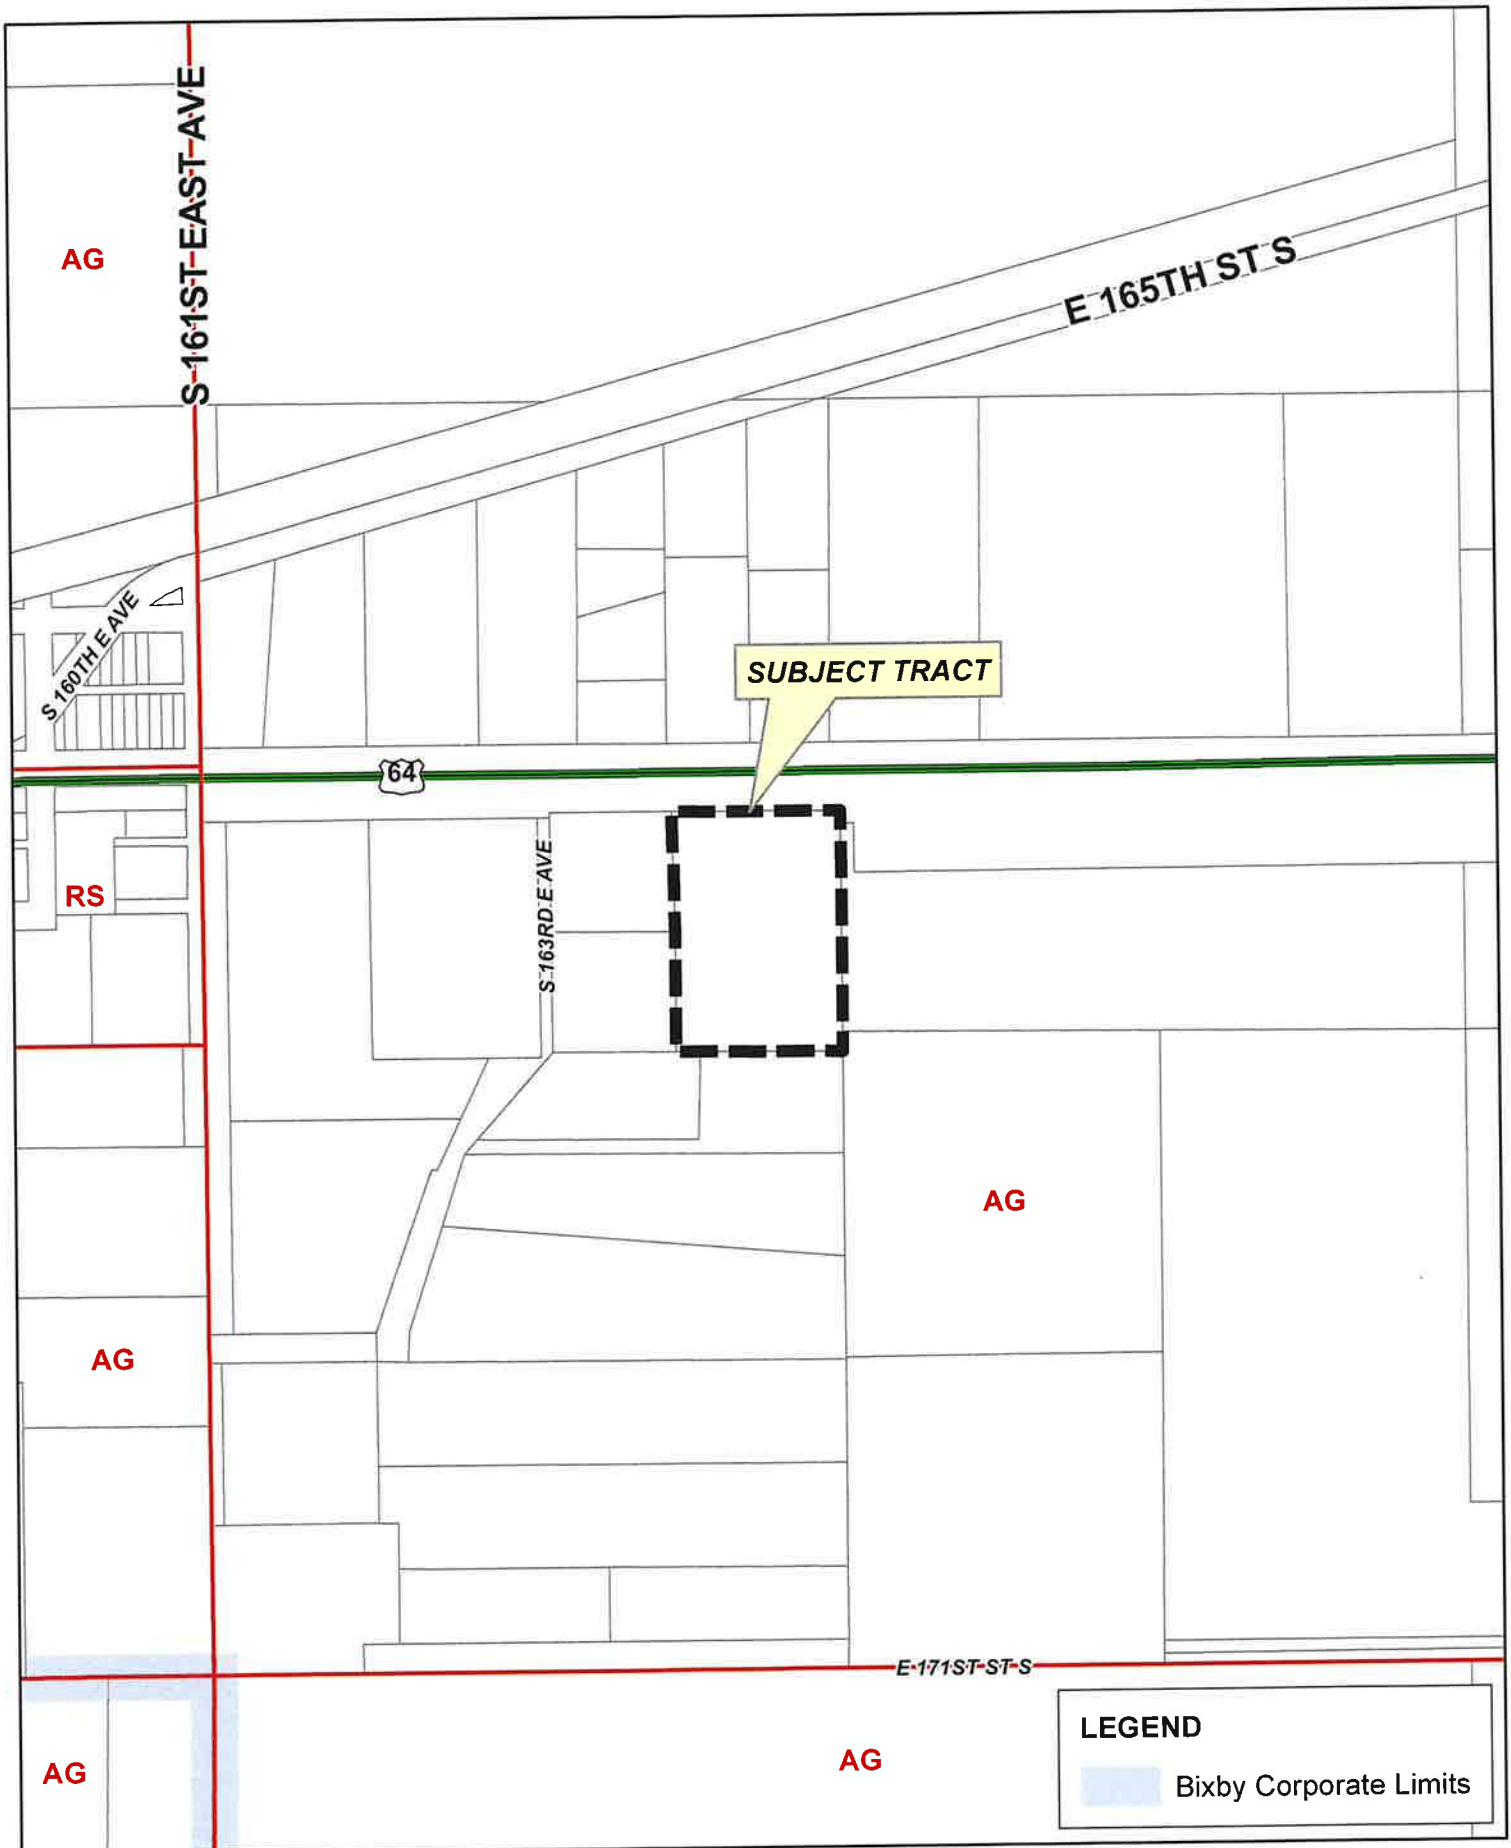 S 161ST EAST AVE
AG
E 165TH ST S
S 160TH E AVE
SUBJECT TRACT
64
S 163RD E AVE
RS
AG
AG
E 171ST ST S
AG
AG
LEGEND
Bixby Corporate Limits